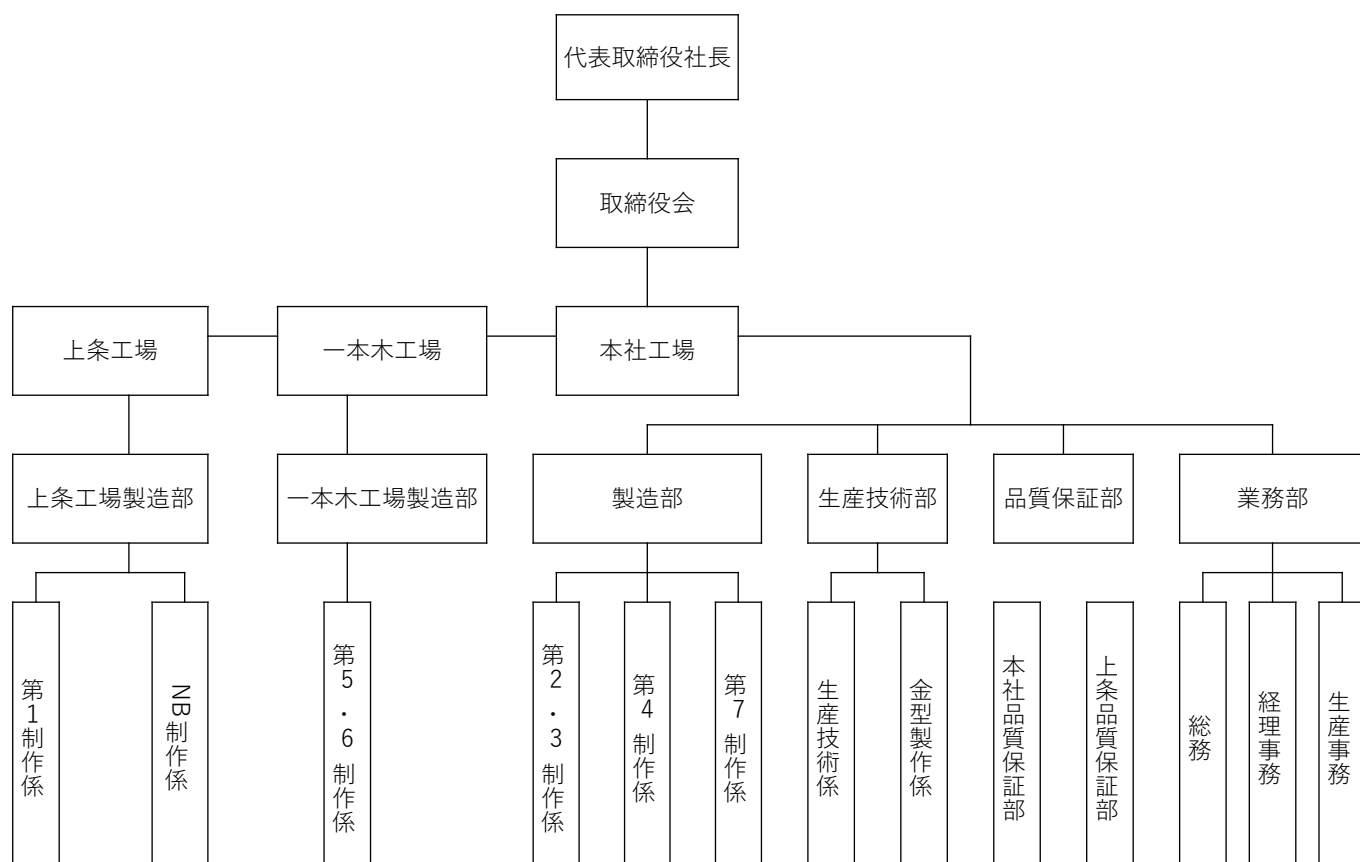 代表取締役社長
取締役会
上条工場
一本木工場
本社工場
上条工場製造部
一本木工場製造部
製造部
生産技術部
品質保証部
業務部
第1制作係
NB制作係
第5・6制作係
第2・3制作係
第4制作係
第7制作係
生産技術係
金型製作係
本社品質保証部
上条品質保証部
総務
経理事務
生産事務